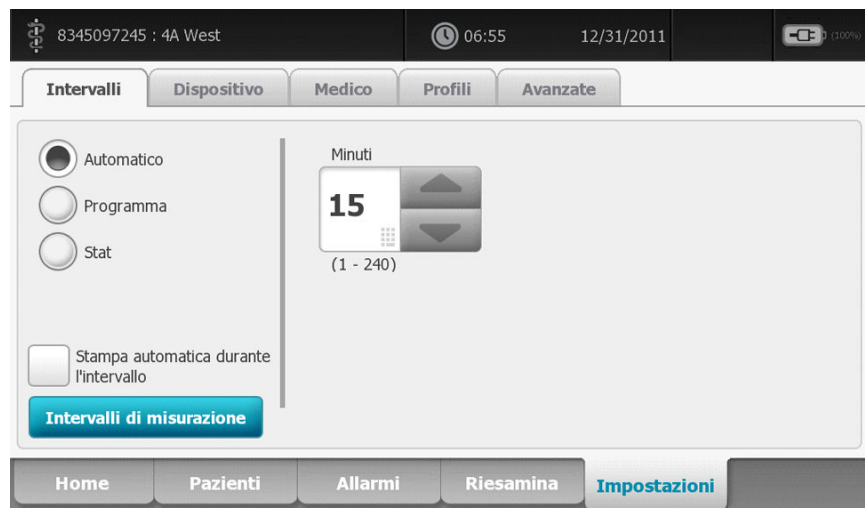 8345097245 : 4A West 06:55 12/31/2011 (100%)
Intervalli Dispositivo Medico Profili Avanzate
Automatico
Programma
Stat
Minuti
15
(1 - 240)
Stampa automatica durante
l'intervallo
Intervalli di misurazione
Home Pazienti Allarmi Riesamina Impostazioni